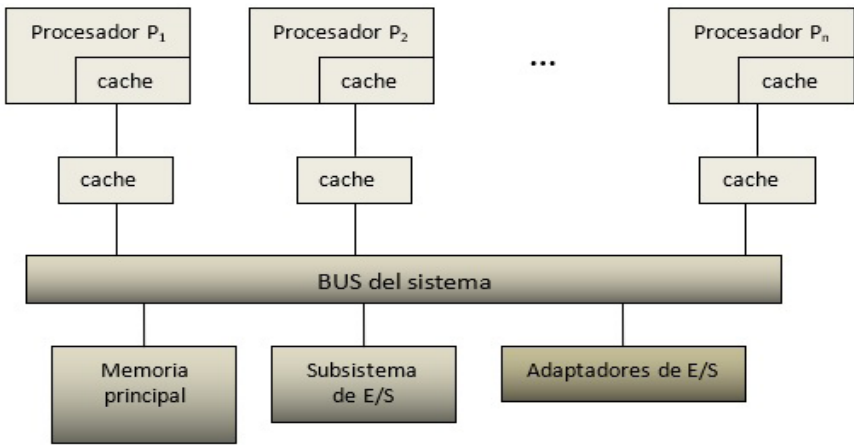 Procesador P₁
cache
Procesador P₂
cache
...
Procesador Pₙ
cache
cache
cache
cache
BUS del sistema
Memoria
principal
Subsistema
de E/S
Adaptadores de E/S